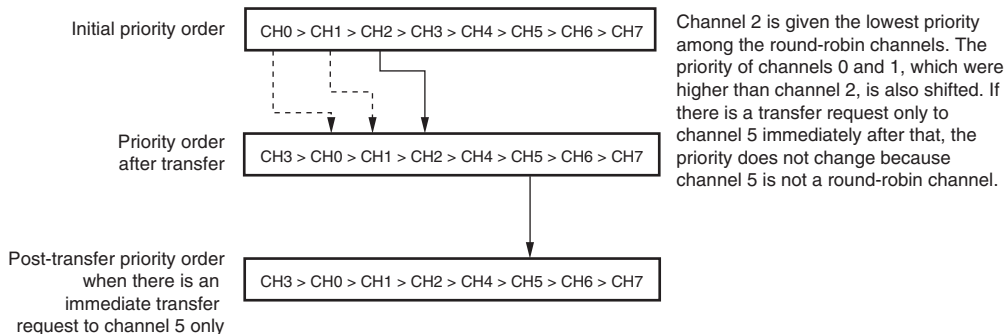 Initial priority order
CH0 > CH1 > CH2 > CH3 > CH4 > CH5 > CH6 > CH7
Priority order
after transfer
CH3 > CH0 > CH1 > CH2 > CH4 > CH5 > CH6 > CH7
Post-transfer priority order
when there is an
immediate transfer
request to channel 5 only
CH3 > CH0 > CH1 > CH2 > CH4 > CH5 > CH6 > CH7
Channel 2 is given the lowest priority
among the round-robin channels. The
priority of channels 0 and 1, which were
higher than channel 2, is also shifted. If
there is a transfer request only to
channel 5 immediately after that, the
priority does not change because
channel 5 is not a round-robin channel.